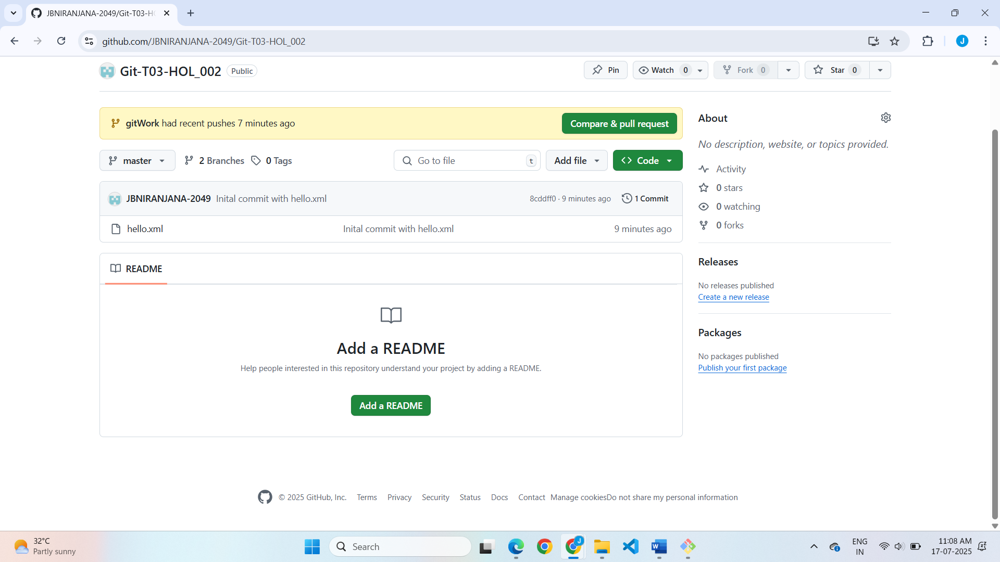 JBNIRANJANA-2049/Git-T03-H
github.com/JBNIRANJANA-2049/Git-T03-HOL_002
J
Git-T03-HOL_002 Public
Pin
Watch 0
Fork 0
Star 0
gitWork had recent pushes 7 minutes ago
Compare & pull request
master
2 Branches
0 Tags
Go to file
t
Add file
Code
JBNIRANJANA-2049 Inital commit with hello.xml
8cddff0 · 9 minutes ago
1 Commit
hello.xml
Inital commit with hello.xml
9 minutes ago
README
Add a README
Help people interested in this repository understand your project by adding a README.
Add a README
About
No description, website, or topics provided.
Activity
0 stars
0 watching
0 forks
Releases
No releases published
Create a new release
Packages
No packages published
Publish your first package
© 2025 GitHub, Inc.
Terms
Privacy
Security
Status
Docs
Contact
Manage cookies
Do not share my personal information
32°C
Partly sunny
Search
J
W
ENG
IN
11:08 AM
17-07-2025